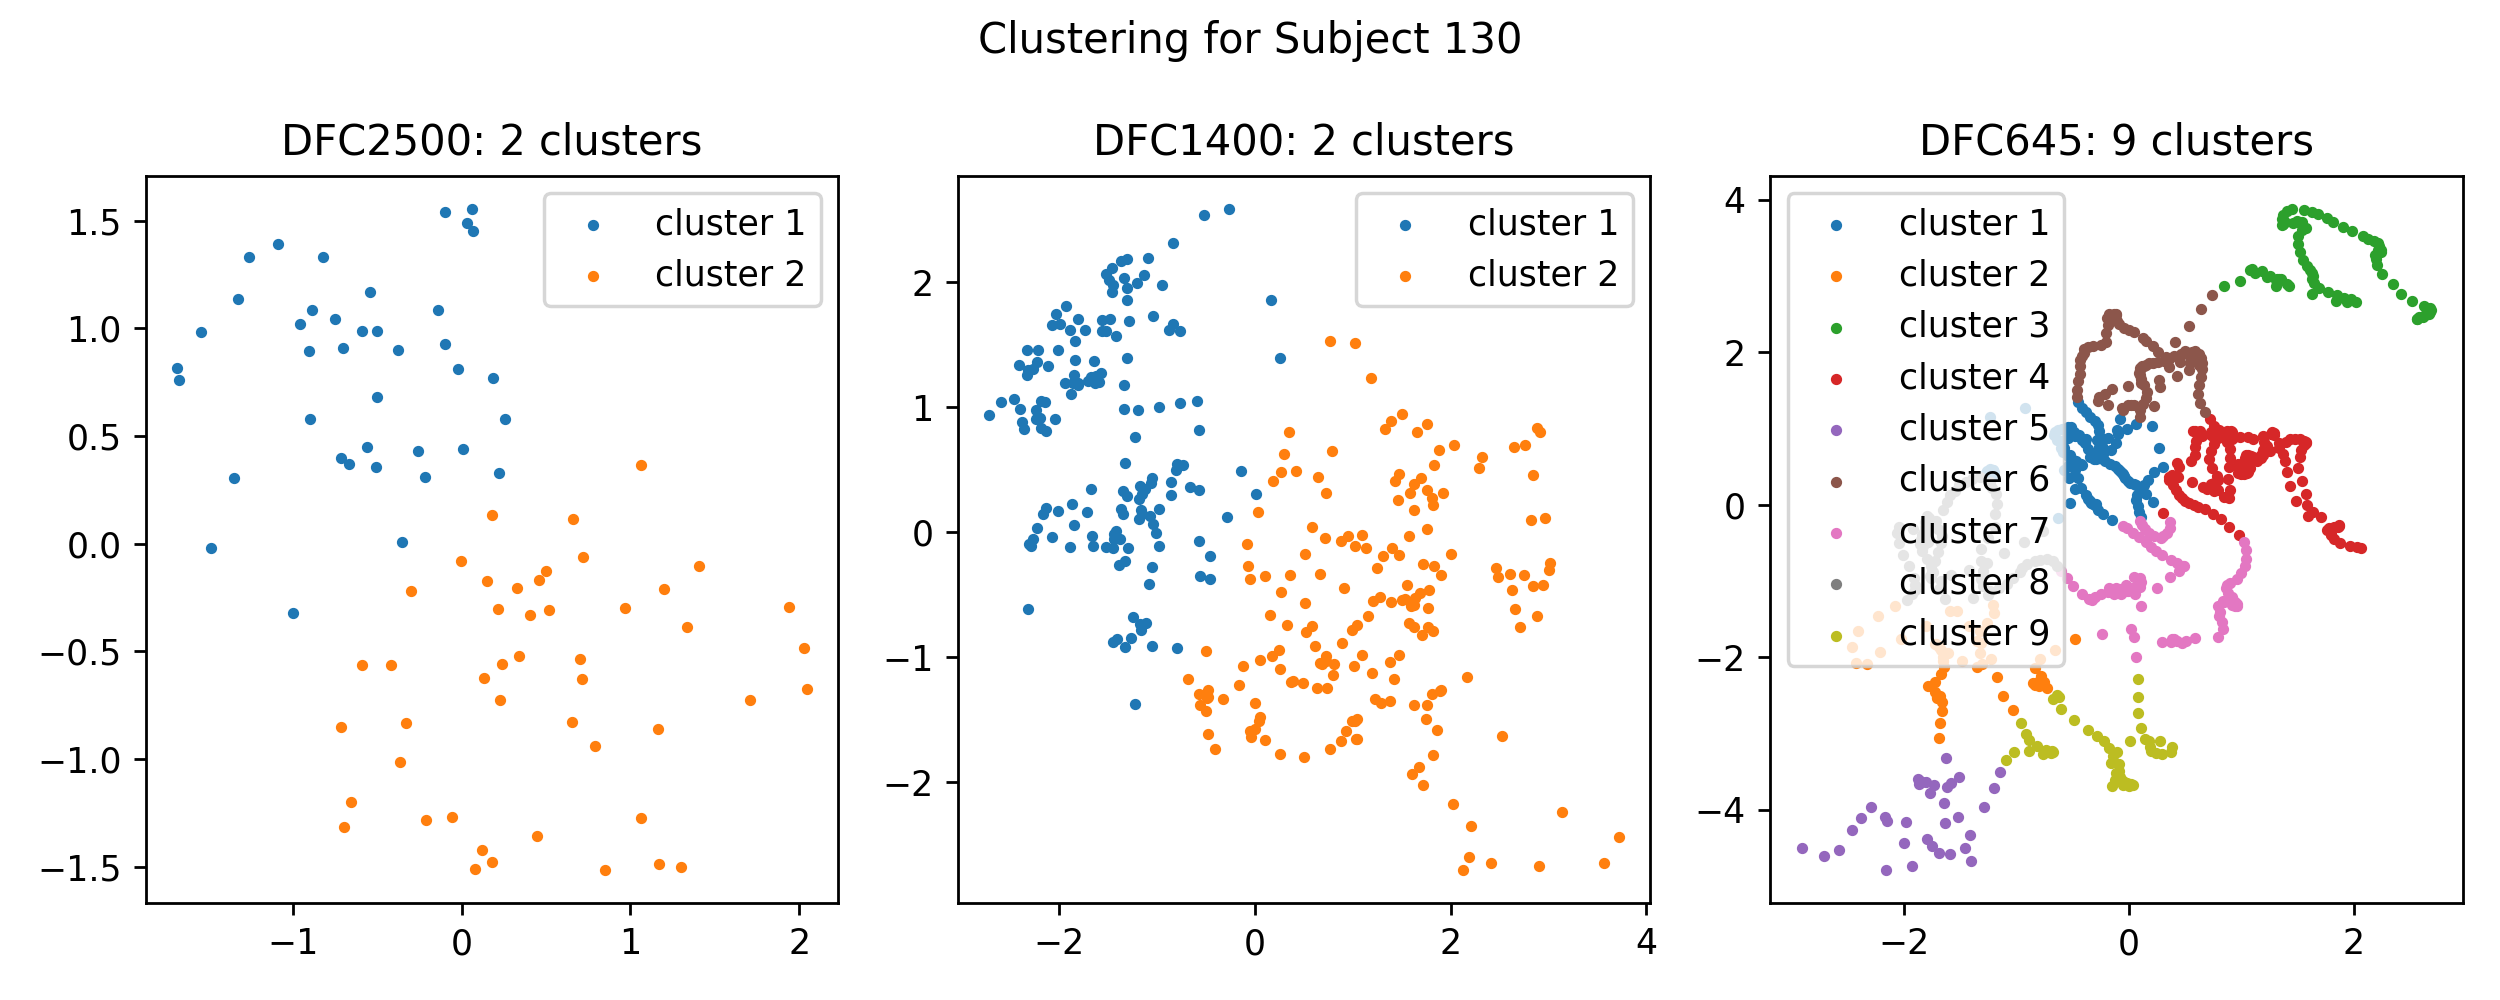 Clustering for Subject 130
DFC2500: 2 clusters
1.5
1.0
0.5
0.0
−0.5
−1.0
−1.5
−1
0
1
2
cluster 1
cluster 2
DFC1400: 2 clusters
2
1
0
−1
−2
−2
0
2
4
cluster 1
cluster 2
DFC645: 9 clusters
4
2
0
−2
−4
−2
0
2
cluster 1
cluster 2
cluster 3
cluster 4
cluster 5
cluster 6
cluster 7
cluster 8
cluster 9